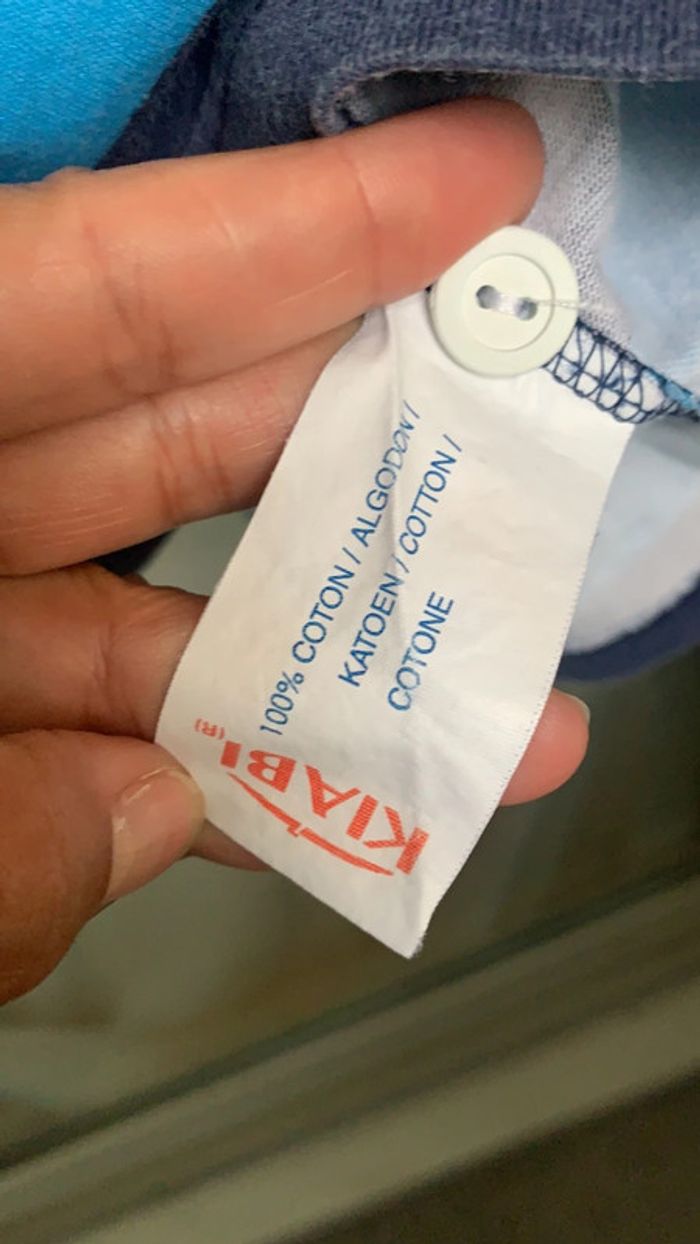 100% COTON / ALGODON /
KATOEN / COTTON /
COTONE
KIABI
(R)